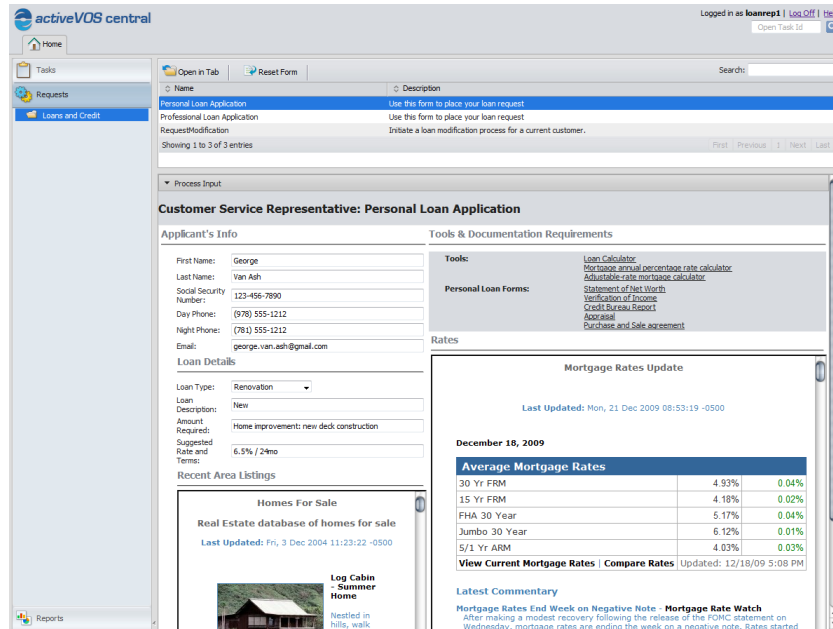 activeVOS central
Logged in as loanrep1 | Log Off |
Open Task Id
Home
Tasks
Requests
Loans and Credit
Reports
Open in Tab
Reset Form
Search:
Name
Description
Personal Loan Application
Use this form to place your loan request
Professional Loan Application
Use this form to place your loan request
RequestModification
Initiate a loan modification process for a current customer.
Showing 1 to 3 of 3 entries
First Previous 1 Next Last
Process Input
Customer Service Representative: Personal Loan Application
Applicant's Info
First Name: George
Last Name: Van Ash
Social Security
Number: 123-456-7890
Day Phone: (978) 555-1212
Night Phone: (781) 555-1212
Email: george.van.ash@gmail.com
Loan Details
Loan Type: Renovation
Loan
Description: New
Amount
Required: Home improvement: new deck construction
Suggested
Rate and
Terms: 6.5% / 24mo
Recent Area Listings
Homes For Sale
Real Estate database of homes for sale
Last Updated: Fri, 3 Dec 2004 11:23:22 -0500
Log Cabin
- Summer
Home
Nestled in
hills, walk
Tools & Documentation Requirements
Tools:
Loan Calculator
Mortgage annual percentage rate calculator
Adjustable-rate mortgage calculator
Personal Loan Forms:
Statement of Net Worth
Verification of Income
Credit Bureau Report
Appraisal
Purchase and Sale agreement
Rates
Mortgage Rates Update
Last Updated: Mon, 21 Dec 2009 08:53:19 -0500
December 18, 2009
Average Mortgage Rates
30 Yr FRM 4.93% 0.04%
15 Yr FRM 4.18% 0.02%
FHA 30 Year 5.17% 0.04%
Jumbo 30 Year 6.12% 0.01%
5/1 Yr ARM 4.03% 0.03%
View Current Mortgage Rates | Compare Rates Updated: 12/18/09 5:08 PM
Latest Commentary
Mortgage Rates End Week on Negative Note - Mortgage Rate Watch
After making a modest recovery following the release of the FOMC statement on
Wednesday, mortgage rates are ending the week on a negative note. Rates started